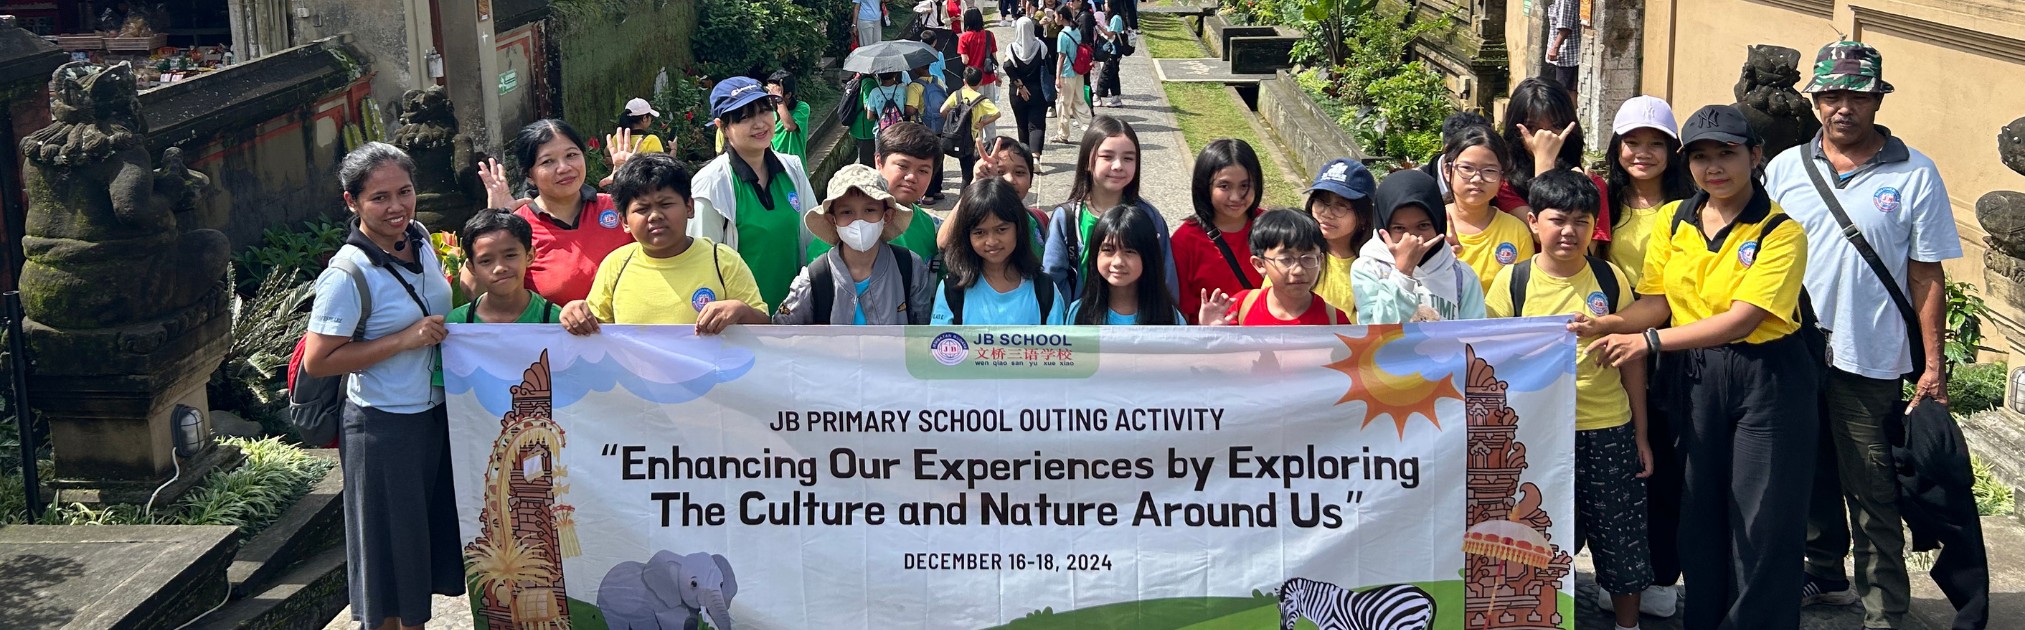 JB SCHOOL
文桥三语学校
wen qiao san yu xue xiao
JB PRIMARY SCHOOL OUTING ACTIVITY
“Enhancing Our Experiences by Exploring
The Culture and Nature Around Us”
DECEMBER 16-18, 2024